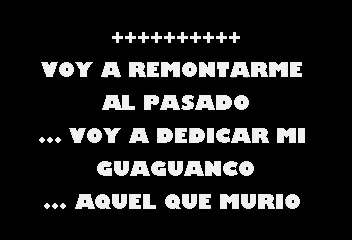 ++++++++++
VOY A REMONTARME
AL PASADO
... VOY A DEDICAR MI
GUAGUANCO
... AQUEL QUE MURIO